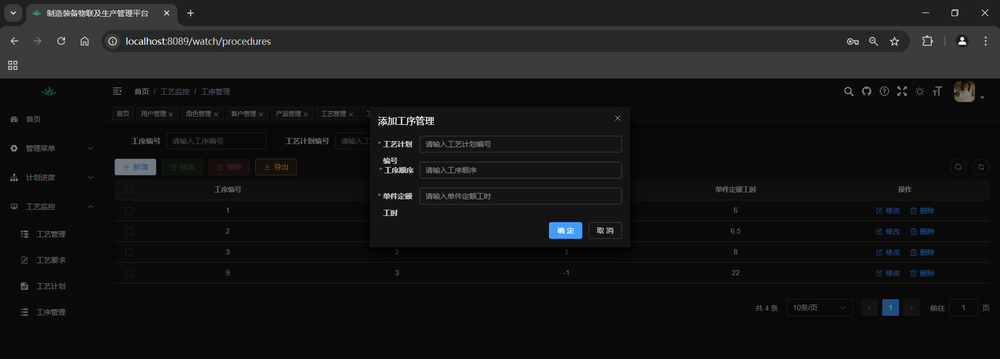 制造装备物联及生产管理平台
localhost:8089/watch/procedures
首页 / 工艺监控 / 工序管理
首页
管理菜单
计划进度
工艺监控
工艺管理
工艺要求
工艺计划
工序管理
首页 用户管理 角色管理 客户管理 产品管理 工艺管理
工序编号 请输入工序编号 工艺计划编号 请输入工
新增 修改 删除 导出
工序编号 单件定额工时 操作
1 6 修改 删除
2 6.5 修改 删除
3 2 1 8 修改 删除
9 3 -1 22 修改 删除
共 4 条 10条/页 1 前往 1 页
添加工序管理
* 工艺计划编号 请输入工艺计划编号
* 工序顺序 请输入工序顺序
* 单件定额工时 请输入单件定额工时
确 定 取 消